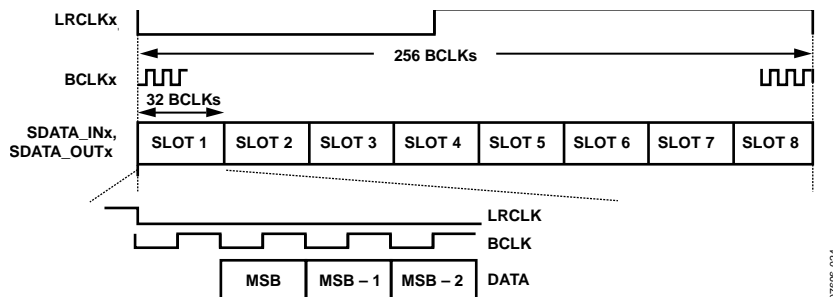 LRCLKx
256 BCLKs
BCLKx
32 BCLKs
SDATA_INx,
SDATA_OUTx
SLOT 1 SLOT 2 SLOT 3 SLOT 4 SLOT 5 SLOT 6 SLOT 7 SLOT 8
LRCLK
BCLK
MSB MSB – 1 MSB – 2 DATA